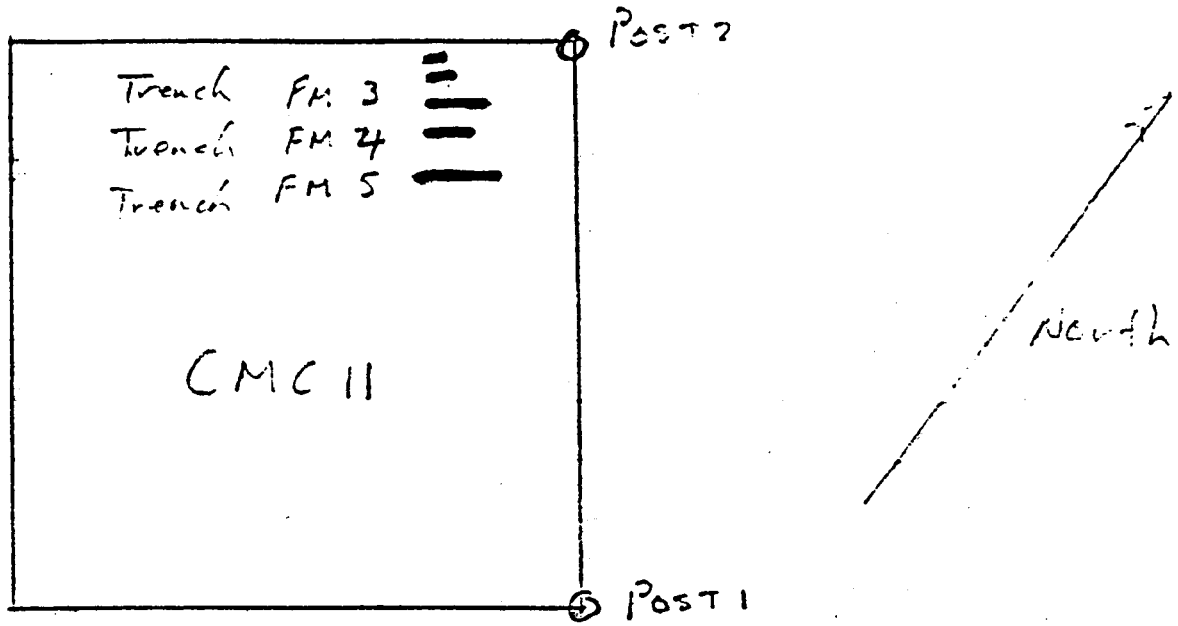 Post 2
Trench FM 3
Trench FM 4
Trench FM 5
North
CMC 11
Post 1